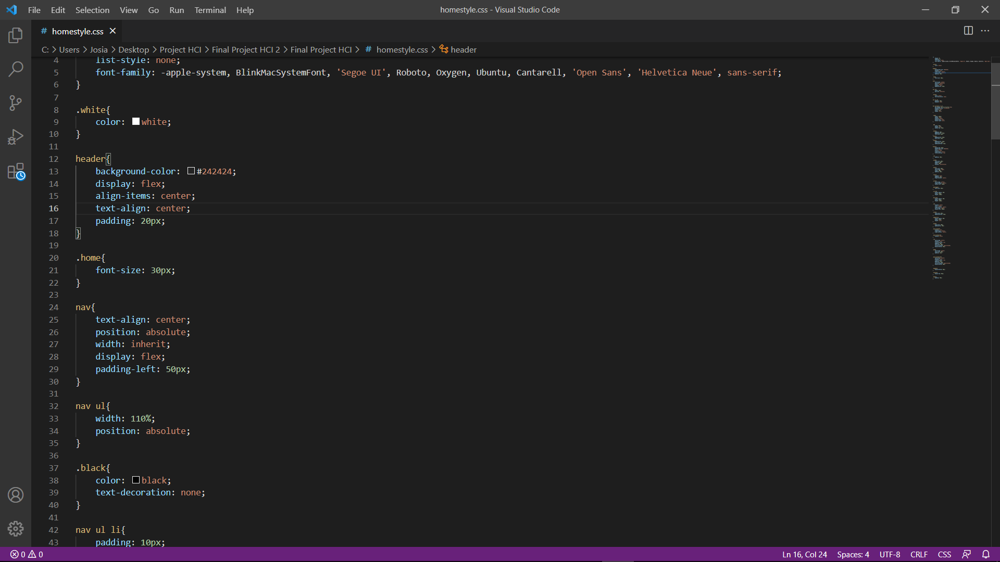 File Edit Selection View Go Run Terminal Help
homestyle.css - Visual Studio Code
# homestyle.css
C: > Users > Josia > Desktop > Project HCI > Final Project HCI 2 > Final Project HCI > # homestyle.css > header
4     list-style: none;
5     font-family: -apple-system, BlinkMacSystemFont, 'Segoe UI', Roboto, Oxygen, Ubuntu, Cantarell, 'Open Sans', 'Helvetica Neue', sans-serif;
6 }
7
8 .white{
9     color: white;
10 }
11
12 header{
13     background-color: #242424;
14     display: flex;
15     align-items: center;
16     text-align: center;
17     padding: 20px;
18 }
19
20 .home{
21     font-size: 30px;
22 }
23
24 nav{
25     text-align: center;
26     position: absolute;
27     width: inherit;
28     display: flex;
29     padding-left: 50px;
30 }
31
32 nav ul{
33     width: 110%;
34     position: absolute;
35 }
36
37 .black{
38     color: black;
39     text-decoration: none;
40 }
41
42 nav ul li{
43     padding: 10px;
0 0
Ln 16, Col 24 Spaces: 4 UTF-8 CRLF CSS